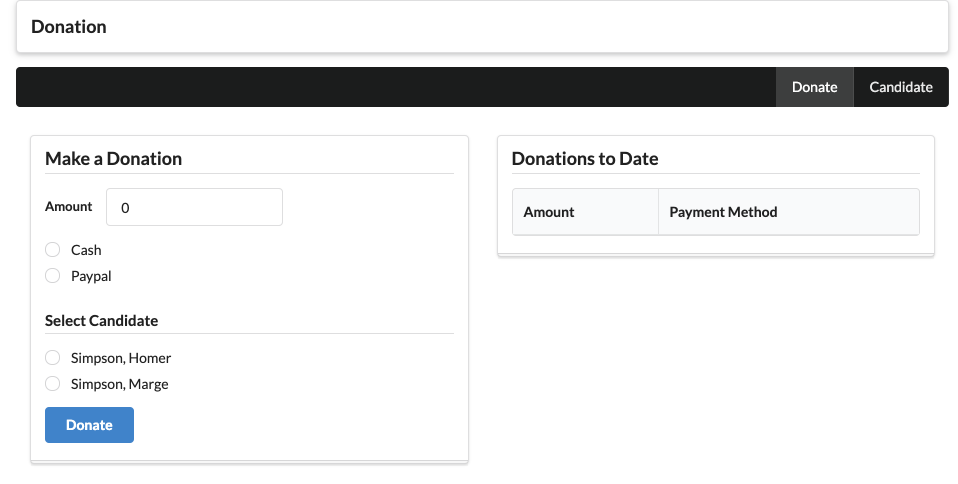 Donation
Donate Candidate
Make a Donation
Amount 0
Cash
Paypal
Select Candidate
Simpson, Homer
Simpson, Marge
Donate
Donations to Date
Amount Payment Method